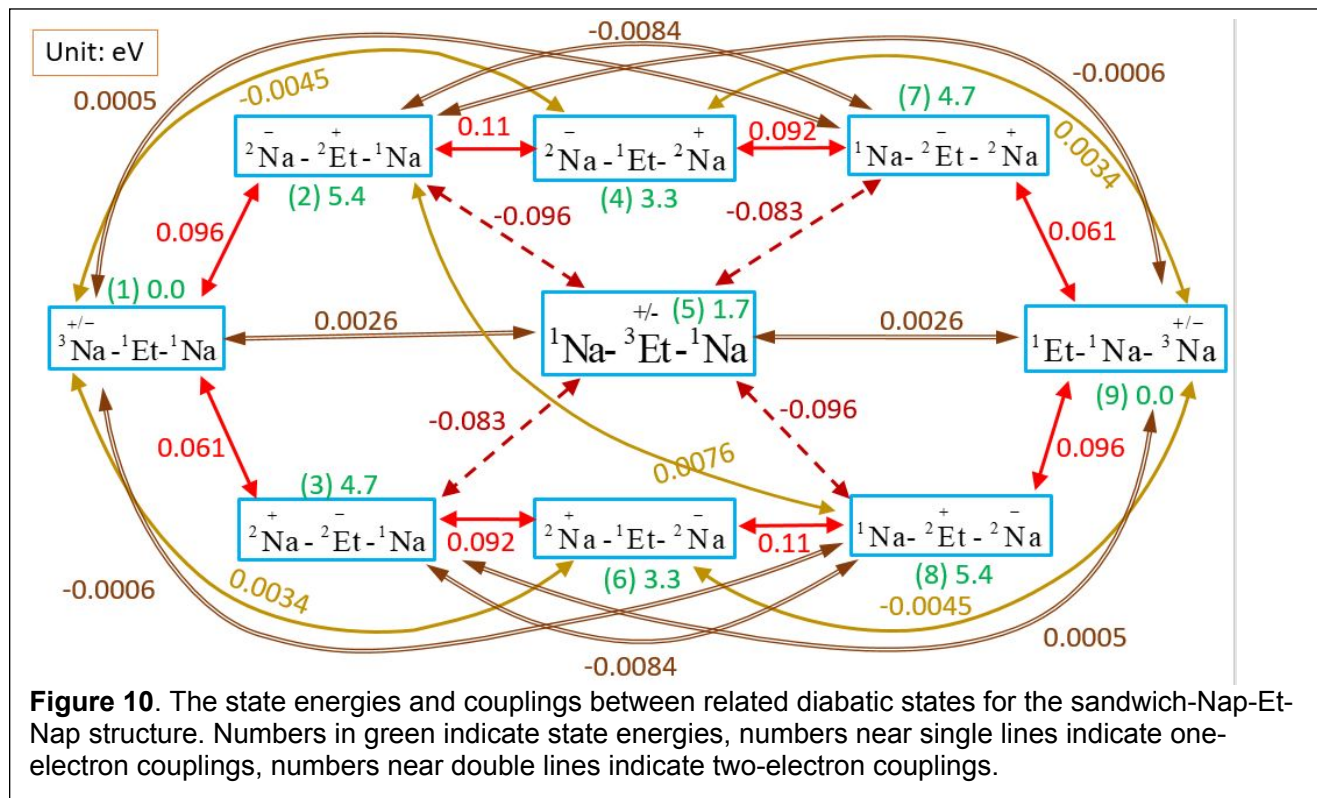 Unit: eV
-0.0084
-0.0006
0.0005
-0.0045
(7) 4.7
0.11
0.092
0.0034
²Na⁻ - ²Et⁺ - ¹Na
²Na⁻ - ¹Et - ²Na⁺
¹Na - ²Et⁻ - ²Na⁺
(2) 5.4
(4) 3.3
-0.096
-0.083
0.096
0.061
(1) 0.0
³Na⁺/⁻ - ¹Et - ¹Na
0.0026
(5) 1.7
¹Na - ³Et⁺/⁻ - ¹Na
0.0026
¹Et - ¹Na - ³Na⁺/⁻
(9) 0.0
-0.083
-0.096
0.061
0.0076
0.096
(3) 4.7
²Na⁺ - ²Et⁻ - ¹Na
²Na⁺ - ¹Et - ²Na⁻
¹Na - ²Et⁺ - ²Na⁻
0.092
0.11
(6) 3.3
(8) 5.4
-0.0006
0.0034
-0.0045
0.0005
-0.0084
Figure 10. The state energies and couplings between related diabatic states for the sandwich-Nap-Et-
Nap structure. Numbers in green indicate state energies, numbers near single lines indicate one-
electron couplings, numbers near double lines indicate two-electron couplings.